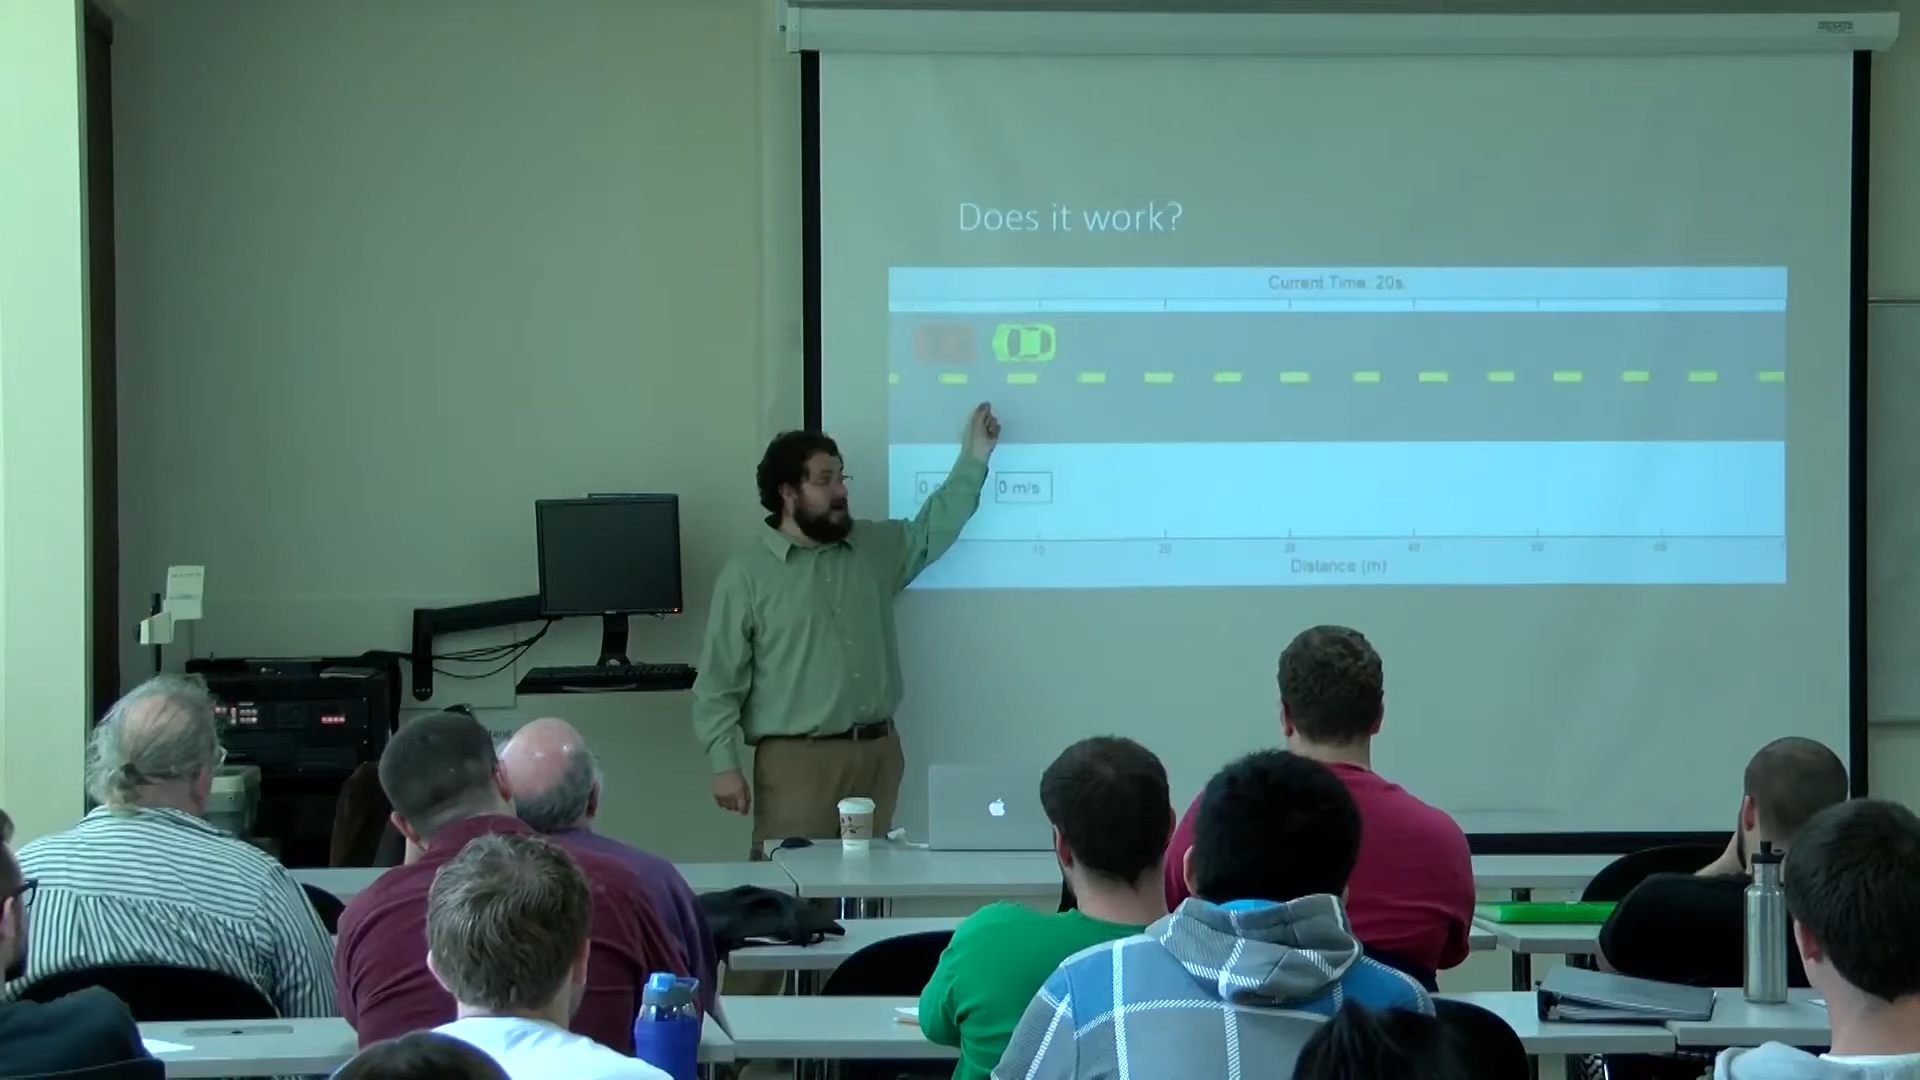 Does it work?
Current Time: 20s
0 m/s
10 20 30 40 50 60
Distance (m)